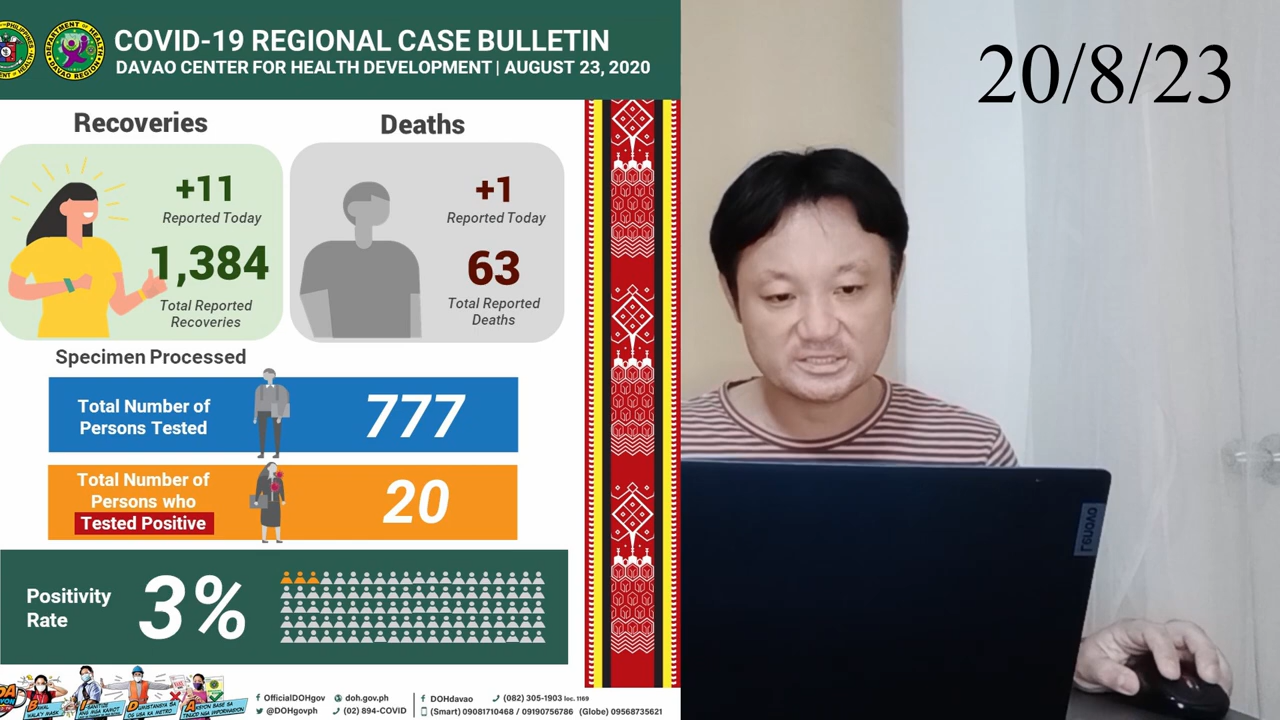 COVID-19 REGIONAL CASE BULLETIN
DAVAO CENTER FOR HEALTH DEVELOPMENT | AUGUST 23, 2020
20/8/23
Recoveries
Deaths
+11
Reported Today
1,384
Total Reported
Recoveries
+1
Reported Today
63
Total Reported
Deaths
Specimen Processed
Total Number of
Persons Tested
777
Total Number of
Persons who
Tested Positive
20
Positivity
Rate
3%
OfficialDOHgov
doh.gov.ph
@DOHgovph
(02) 894-COVID
DOHdavao
(082) 305-1903 loc. 1169
(Smart) 09081710468 / 09190756786 (Globe) 09568735621
Lenovo